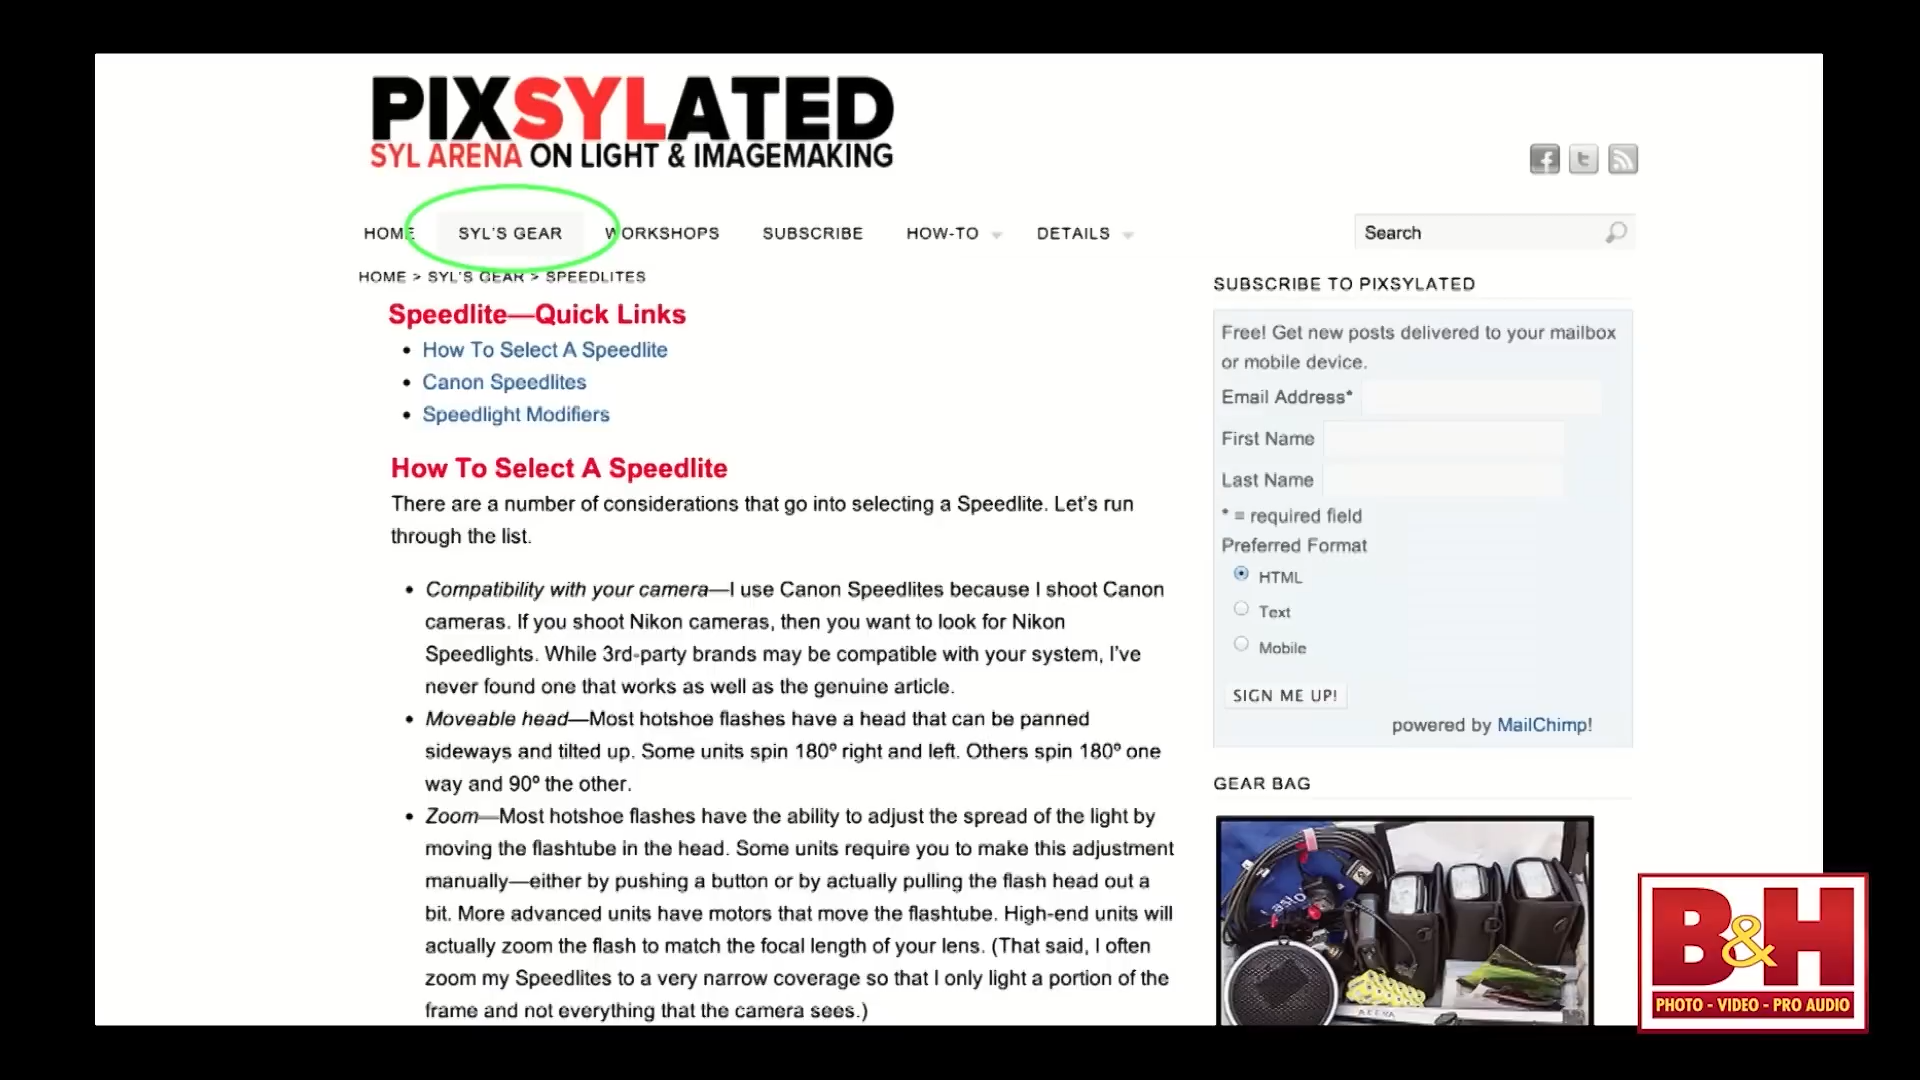 PIXSYLATED
SYL ARENA ON LIGHT & IMAGEMAKING
HOME SYL'S GEAR WORKSHOPS SUBSCRIBE HOW-TO DETAILS
Search
HOME > SYL'S GEAR > SPEEDLITES
Speedlite—Quick Links
• How To Select A Speedlite
• Canon Speedlites
• Speedlight Modifiers
How To Select A Speedlite
There are a number of considerations that go into selecting a Speedlite. Let's run
through the list.
• Compatibility with your camera—I use Canon Speedlites because I shoot Canon
cameras. If you shoot Nikon cameras, then you want to look for Nikon
Speedlights. While 3rd-party brands may be compatible with your system, I've
never found one that works as well as the genuine article.
• Moveable head—Most hotshoe flashes have a head that can be panned
sideways and tilted up. Some units spin 180º right and left. Others spin 180º one
way and 90º the other.
• Zoom—Most hotshoe flashes have the ability to adjust the spread of the light by
moving the flashtube in the head. Some units require you to make this adjustment
manually—either by pushing a button or by actually pulling the flash head out a
bit. More advanced units have motors that move the flashtube. High-end units will
actually zoom the flash to match the focal length of your lens. (That said, I often
zoom my Speedlites to a very narrow coverage so that I only light a portion of the
frame and not everything that the camera sees.)
SUBSCRIBE TO PIXSYLATED
Free! Get new posts delivered to your mailbox
or mobile device.
Email Address*
First Name
Last Name
* = required field
Preferred Format
HTML
Text
Mobile
SIGN ME UP!
powered by MailChimp!
GEAR BAG
B&H
PHOTO - VIDEO - PRO AUDIO